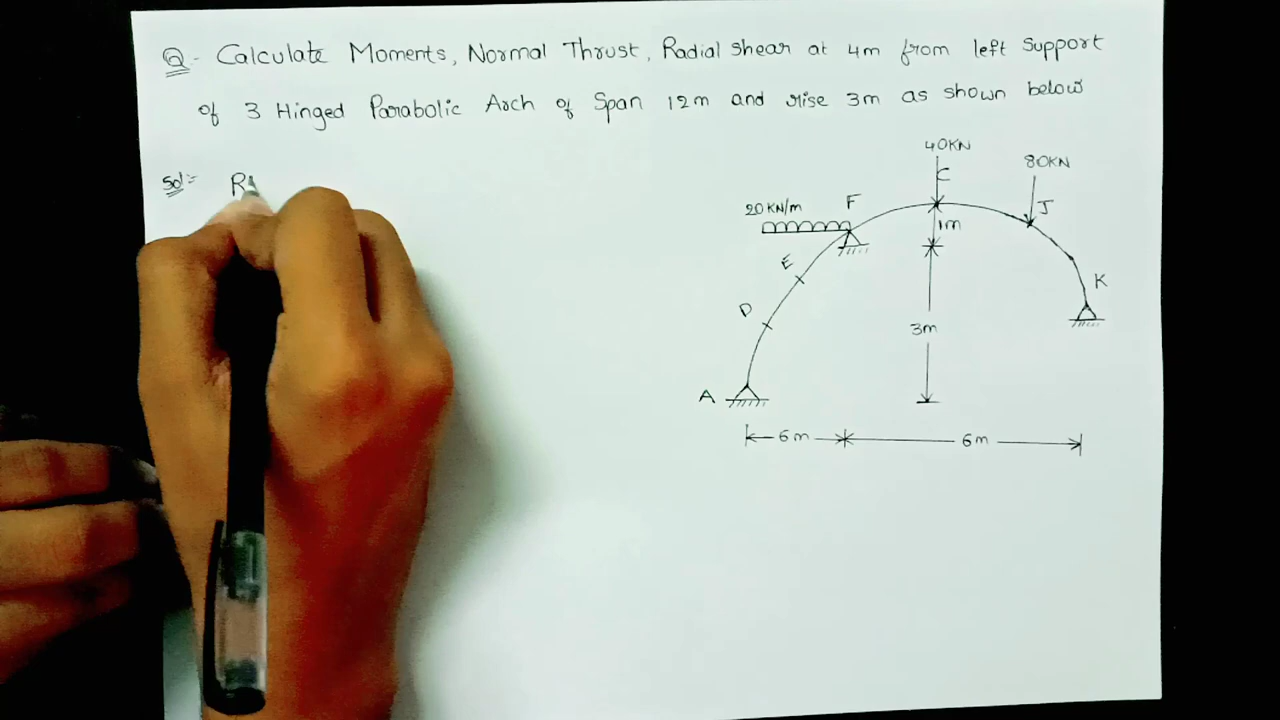 Q - Calculate Moments, Normal Thrust, Radial shear at 4m from left support
of 3 Hinged Parabolic Arch of Span 12m and rise 3m as shown below
Sol:- R
40KN
80KN
C
20KN/m
F
J
1m
E
K
D
3m
A
6m
6m